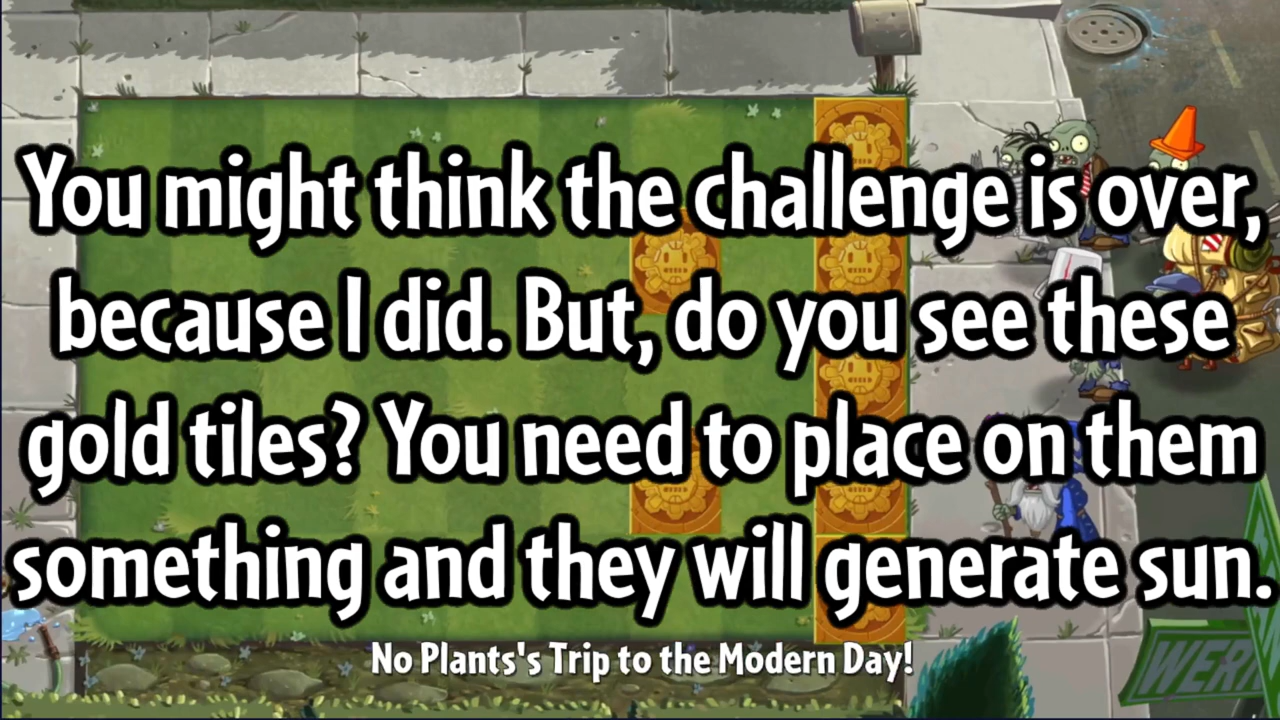 You might think the challenge is over,
because I did. But, do you see these
gold tiles? You need to place on them
something and they will generate sun.
No Plants's Trip to the Modern Day!